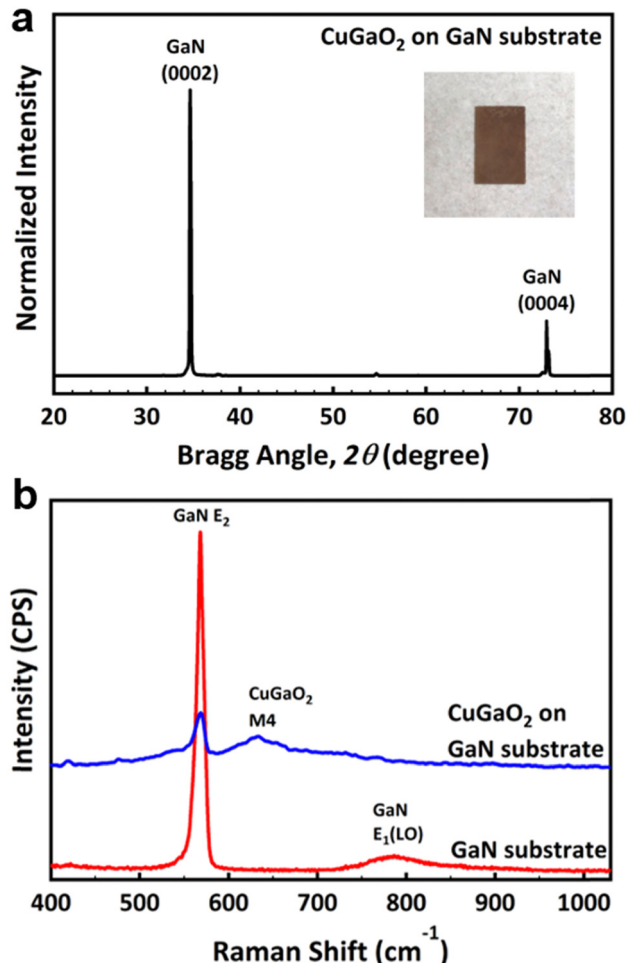 a
CuGaO₂ on GaN substrate
GaN
(0002)
GaN
(0004)
Normalized Intensity
20 30 40 50 60 70 80
Bragg Angle, 2θ (degree)
b
GaN E₂
CuGaO₂
M4
CuGaO₂ on
GaN substrate
GaN
E₁(LO)
GaN substrate
Intensity (CPS)
400 500 600 700 800 900 1000
Raman Shift (cm⁻¹)